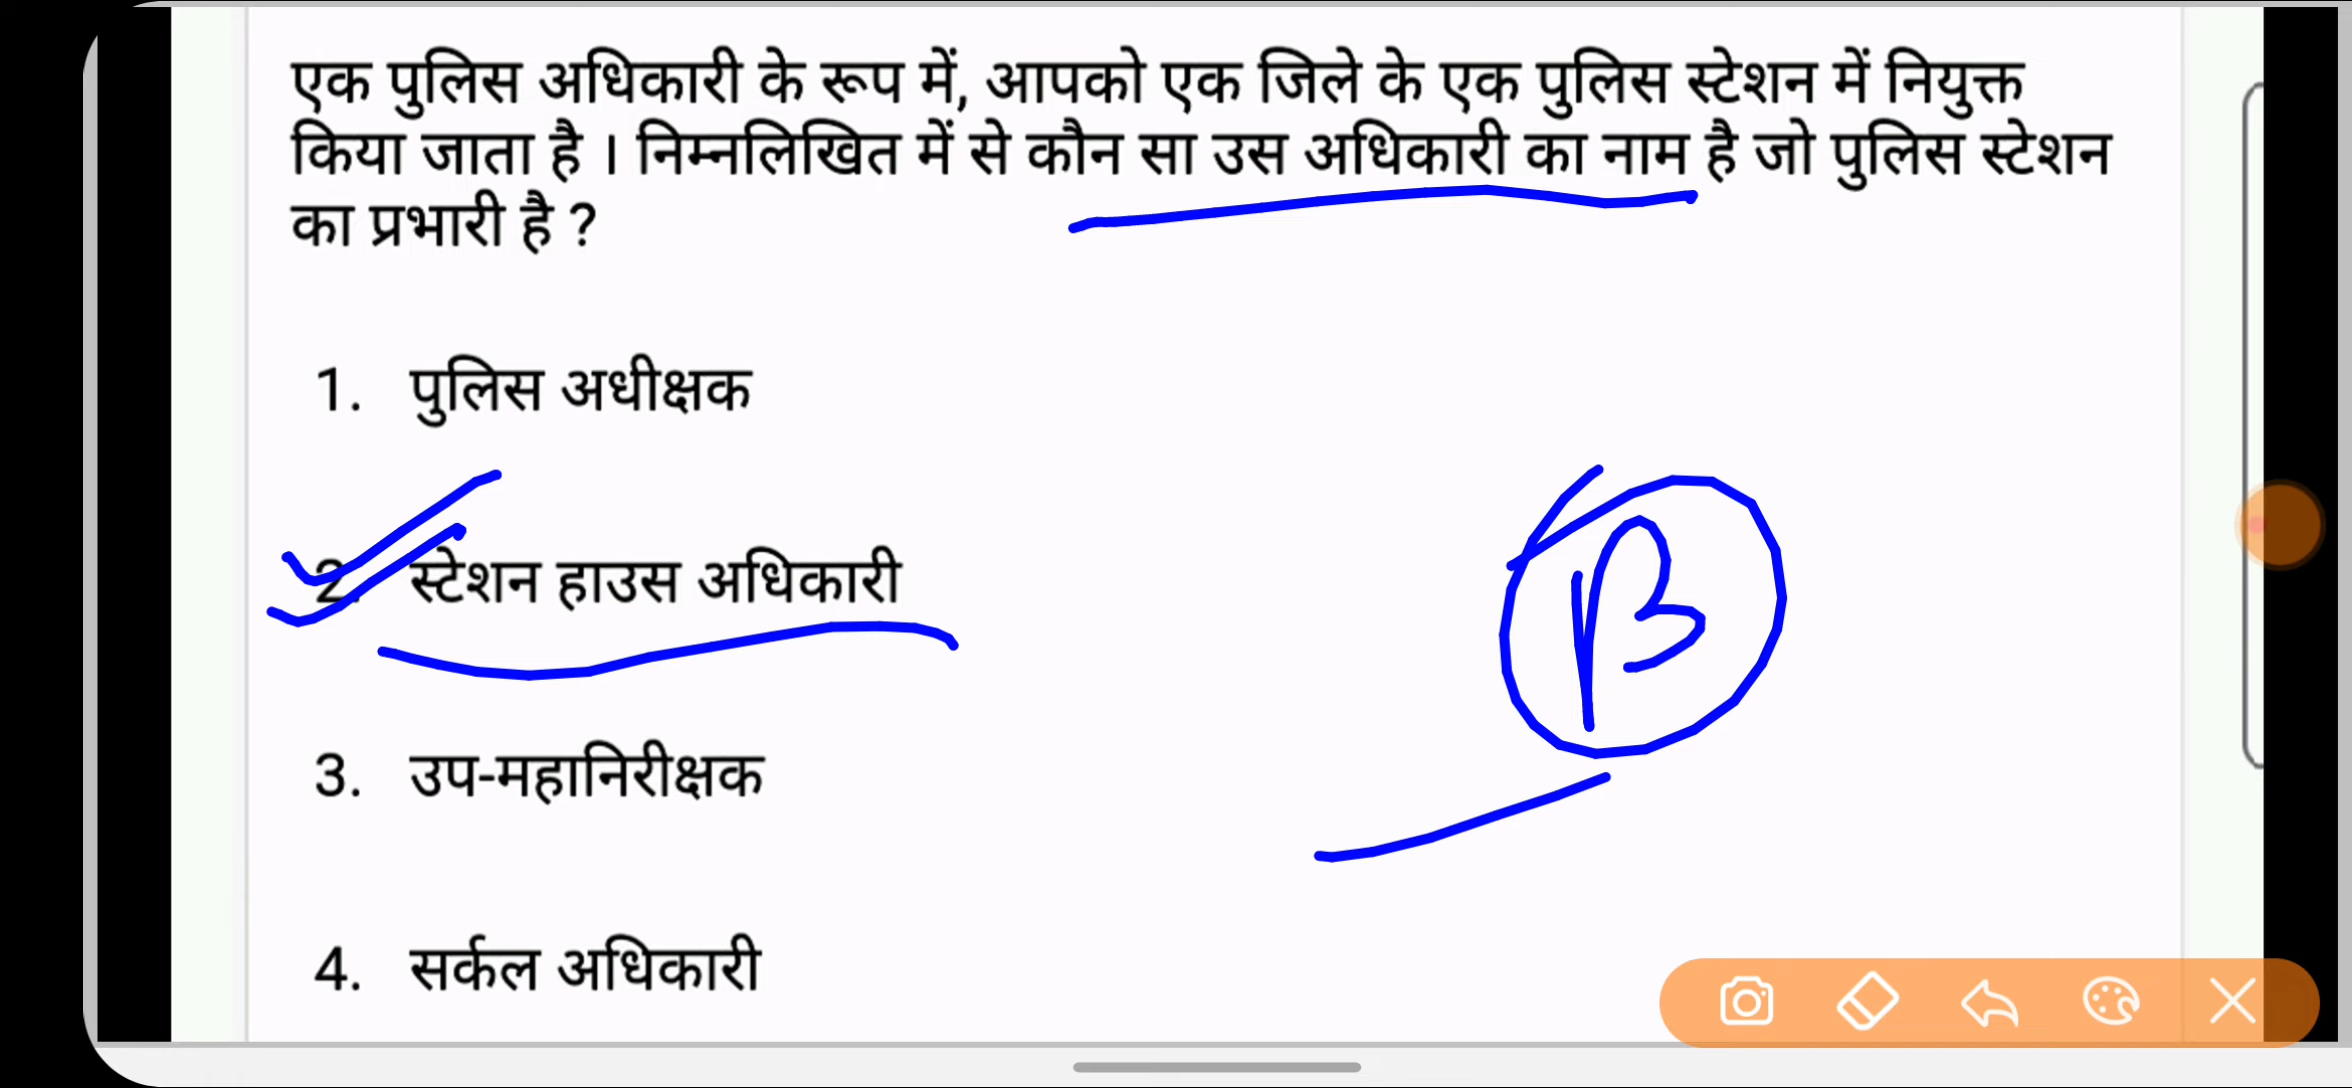 एक पुलिस अधिकारी के रूप में, आपको एक जिले के एक पुलिस स्टेशन में नियुक्त
किया जाता है । निम्नलिखित में से कौन सा उस अधिकारी का नाम है जो पुलिस स्टेशन
का प्रभारी है ?
1. पुलिस अधीक्षक
2. स्टेशन हाउस अधिकारी
B
3. उप-महानिरीक्षक
4. सर्कल अधिकारी